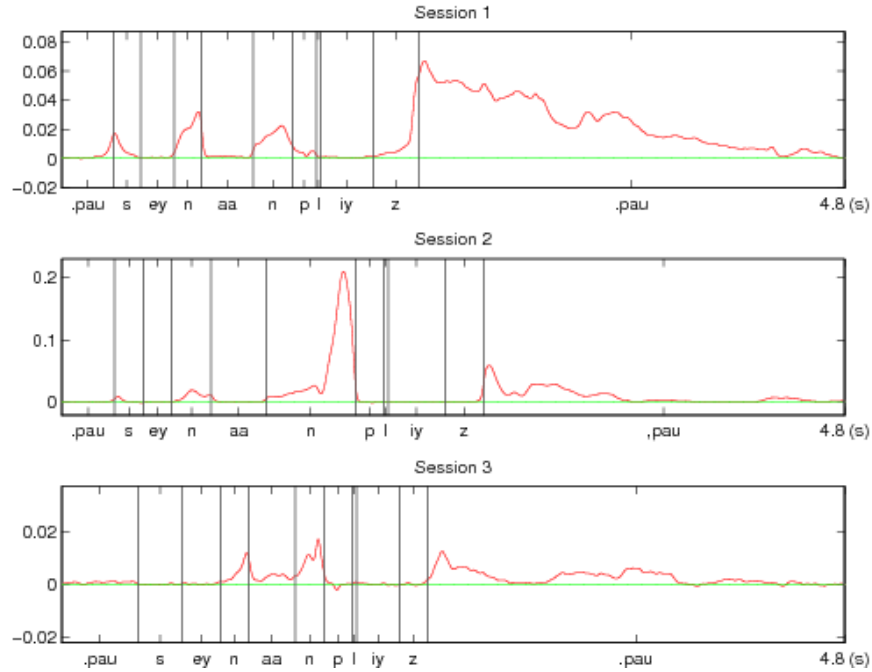 Session 1
0.08
0.06
0.04
0.02
0
−0.02
.pau s ey n aa n p l iy z .pau 4.8 (s)
Session 2
0.2
0.1
0
.pau s ey n aa n p l iy z ,pau 4.8 (s)
Session 3
0.02
0
−0.02
.pau s ey n aa n p l iy z .pau 4.8 (s)